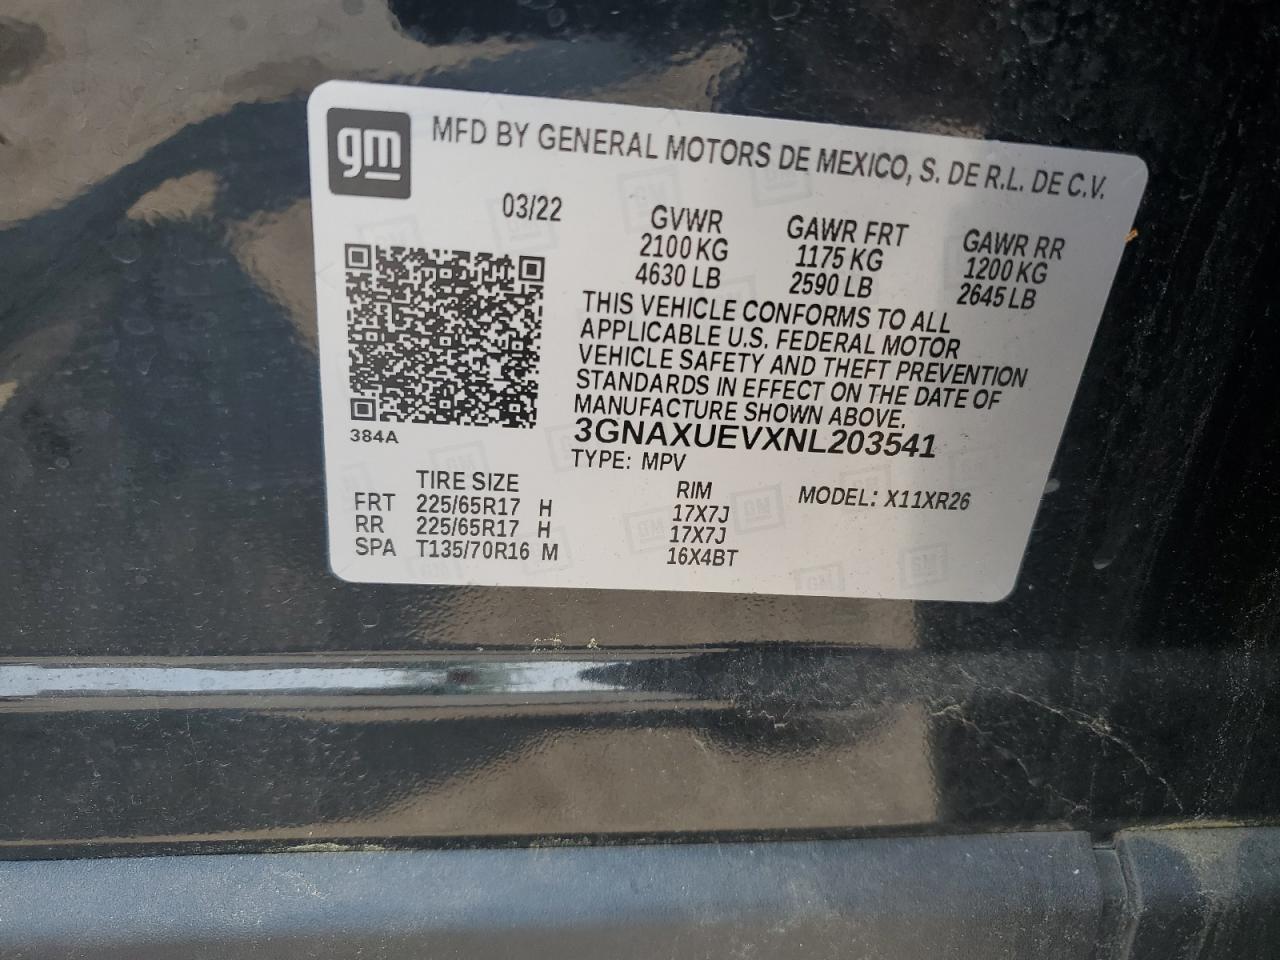 gm
MFD BY GENERAL MOTORS DE MEXICO, S. DE R.L. DE C.V.
03/22
GVWR
2100 KG
4630 LB
GAWR FRT
1175 KG
2590 LB
GAWR RR
1200 KG
2645 LB
THIS VEHICLE CONFORMS TO ALL
APPLICABLE U.S. FEDERAL MOTOR
VEHICLE SAFETY AND THEFT PREVENTION
STANDARDS IN EFFECT ON THE DATE OF
MANUFACTURE SHOWN ABOVE.
384A
3GNAXUEVXNL203541
TYPE: MPV
TIRE SIZE
RIM
MODEL: X11XR26
FRT 225/65R17 H 17X7J
RR 225/65R17 H 17X7J
SPA T135/70R16 M 16X4BT